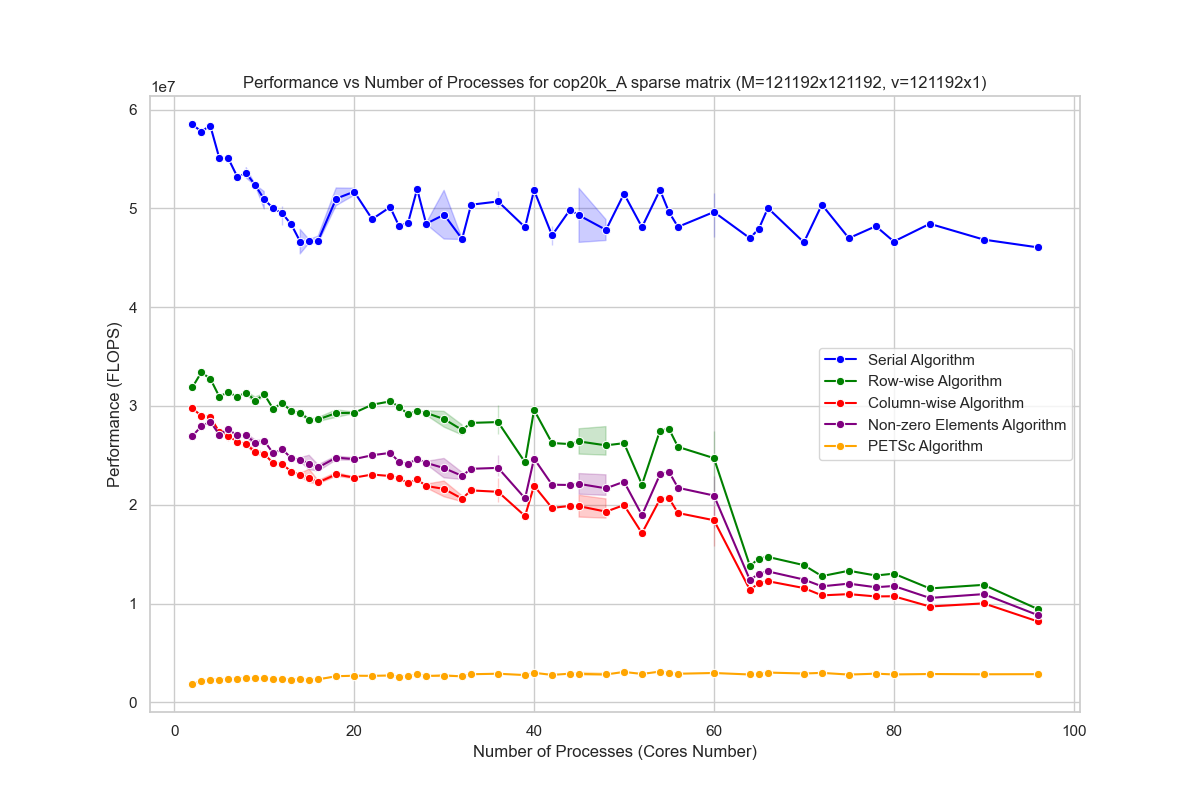 Performance vs Number of Processes for cop20k_A sparse matrix (M=121192x121192, v=121192x1)
1e7
6
5
4
3
2
1
0
Performance (FLOPS)
Serial Algorithm
Row-wise Algorithm
Column-wise Algorithm
Non-zero Elements Algorithm
PETSc Algorithm
0 20 40 60 80 100
Number of Processes (Cores Number)